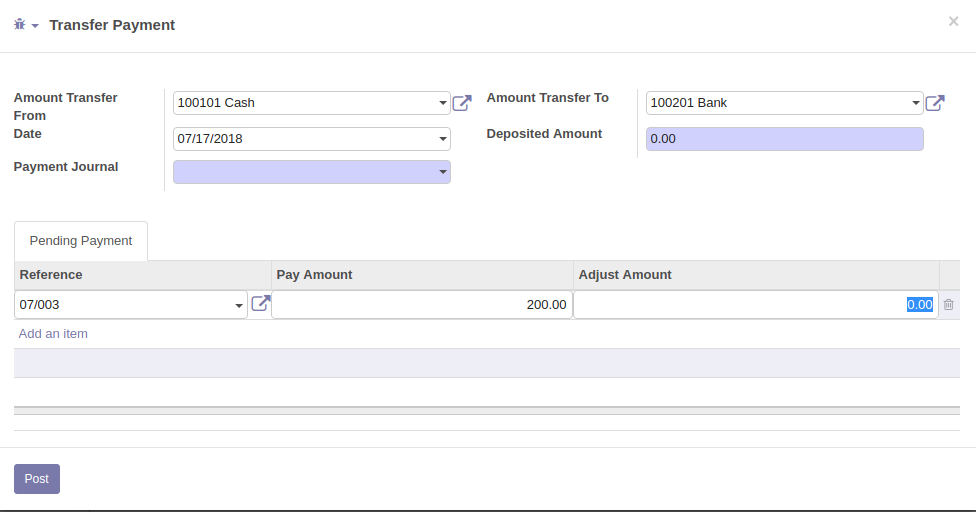 Transfer Payment
×
Amount Transfer
From
100101 Cash
Amount Transfer To
100201 Bank
Date
07/17/2018
Deposited Amount
0.00
Payment Journal
Pending Payment
Reference Pay Amount Adjust Amount
07/003 200.00 0.00
Add an item
Post